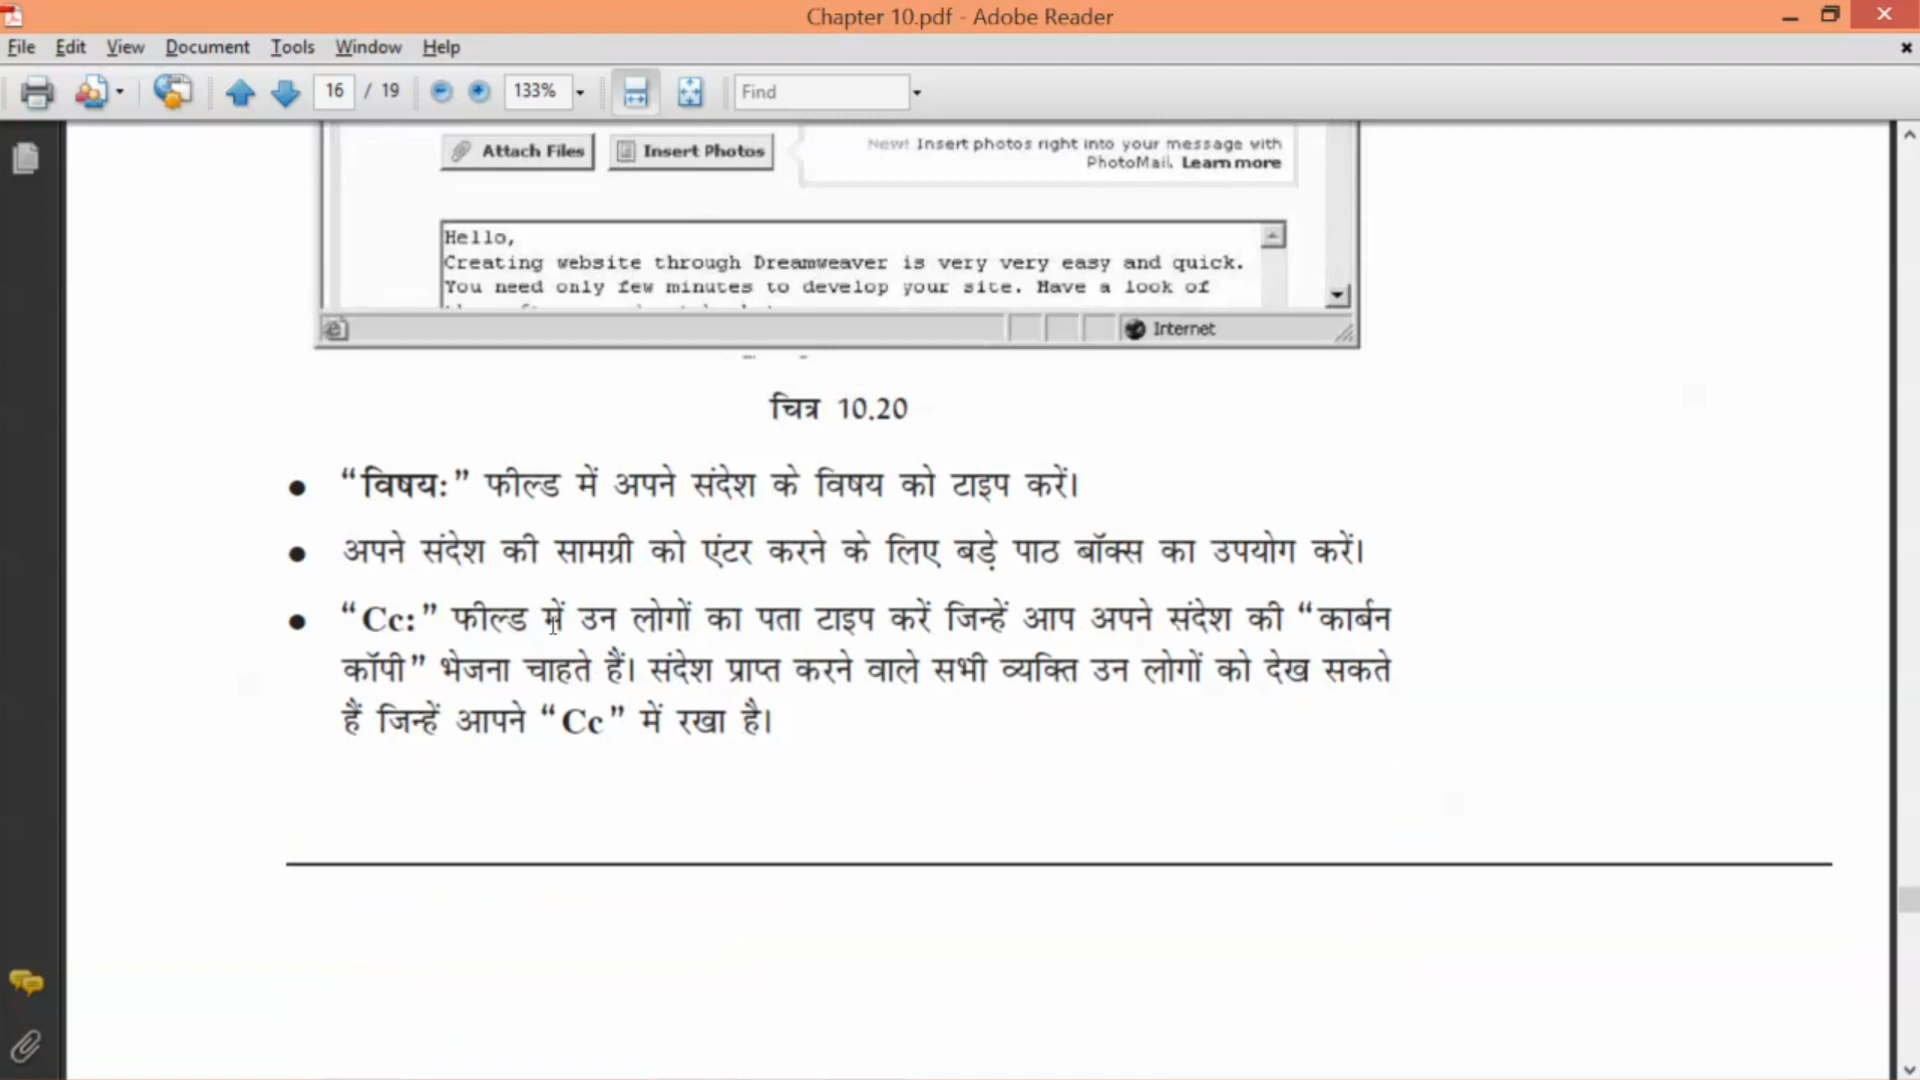 Chapter 10.pdf - Adobe Reader
File Edit View Document Tools Window Help
16 / 19 133% Find
Attach Files Insert Photos New! Insert photos right into your message with
PhotoMail. Learn more
Hello,
Creating website through Dreamweaver is very very easy and quick.
You need only few minutes to develop your site. Have a look of
Internet
चित्र 10.20
● “विषय:” फील्ड में अपने संदेश के विषय को टाइप करें।
● अपने संदेश की सामग्री को एंटर करने के लिए बड़े पाठ बॉक्स का उपयोग करें।
● “Cc:” फील्ड में उन लोगों का पता टाइप करें जिन्हें आप अपने संदेश की “कार्बन
कॉपी” भेजना चाहते हैं। संदेश प्राप्त करने वाले सभी व्यक्ति उन लोगों को देख सकते
हैं जिन्हें आपने “Cc” में रखा है।